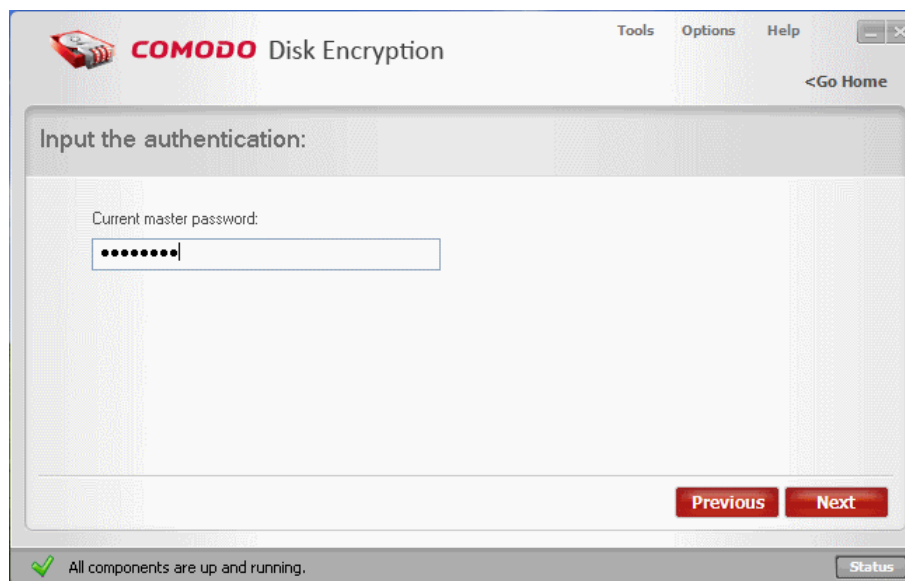 Tools Options Help
COMODO Disk Encryption
<Go Home
Input the authentication:
Current master password:
••••••••
Previous Next
All components are up and running. Status